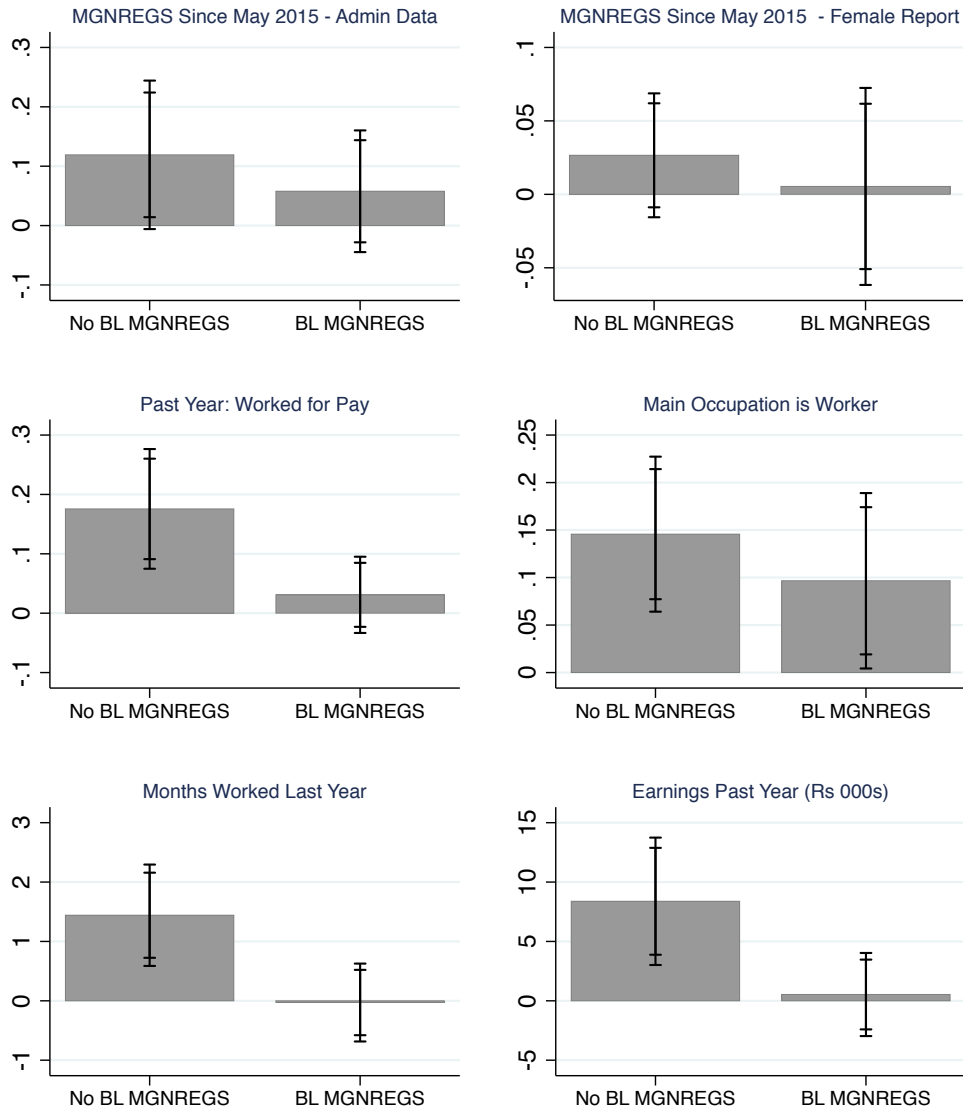 MGNREGS Since May 2015 - Admin Data
.3
.2
.1
0
-.1
No BL MGNREGS BL MGNREGS
MGNREGS Since May 2015 - Female Report
.1
.05
0
-.05
No BL MGNREGS BL MGNREGS
Past Year: Worked for Pay
.3
.2
.1
0
-.1
No BL MGNREGS BL MGNREGS
Main Occupation is Worker
.25
.2
.15
.1
.05
0
No BL MGNREGS BL MGNREGS
Months Worked Last Year
3
2
1
0
-1
No BL MGNREGS BL MGNREGS
Earnings Past Year (Rs 000s)
15
10
5
0
-5
No BL MGNREGS BL MGNREGS